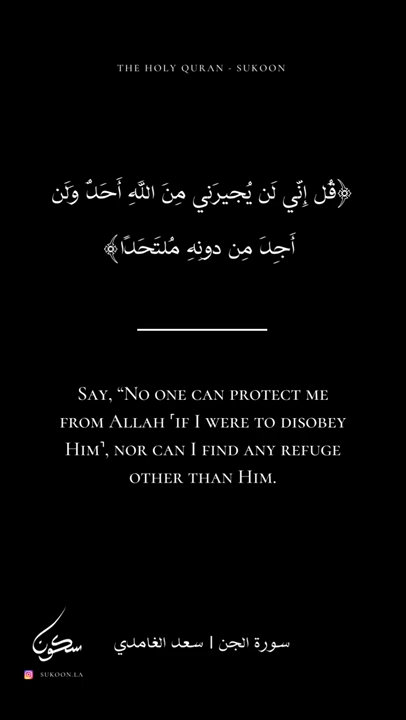 THE HOLY QURAN - SUKOON
﴿قُل إِنّي لَن يُجيرَني مِنَ اللَّهِ أَحَدٌ وَلَن
أَجِدَ مِن دونِهِ مُلتَحَدًا﴾
SAY, “NO ONE CAN PROTECT ME
FROM ALLAH ˹IF I WERE TO DISOBEY
HIM˺, NOR CAN I FIND ANY REFUGE
OTHER THAN HIM.
سكون
SUKOON.LA
سورة الجن | سعد الغامدي